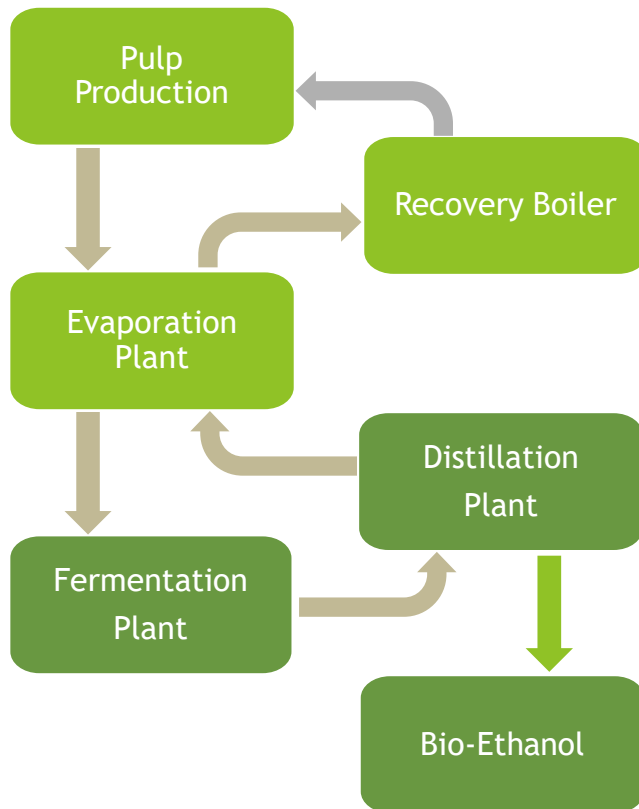 Pulp
Production
Recovery Boiler
Evaporation
Plant
Distillation
Plant
Fermentation
Plant
Bio-Ethanol